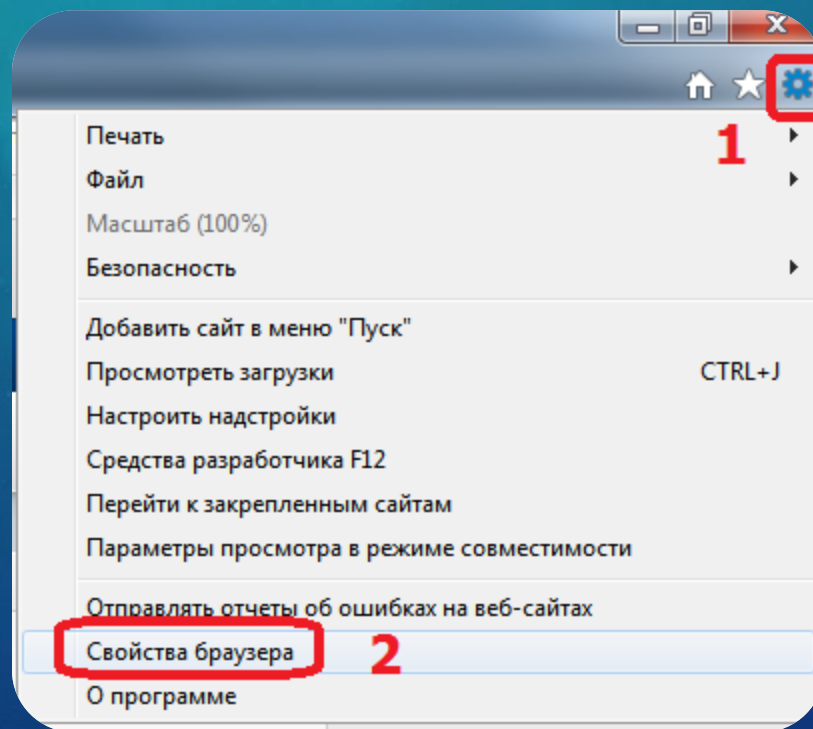 1
Печать
Файл
Масштаб (100%)
Безопасность
Добавить сайт в меню "Пуск"
Просмотреть загрузки CTRL+J
Настроить надстройки
Средства разработчика F12
Перейти к закрепленным сайтам
Параметры просмотра в режиме совместимости
Отправлять отчеты об ошибках на веб-сайтах
Свойства браузера 2
О программе